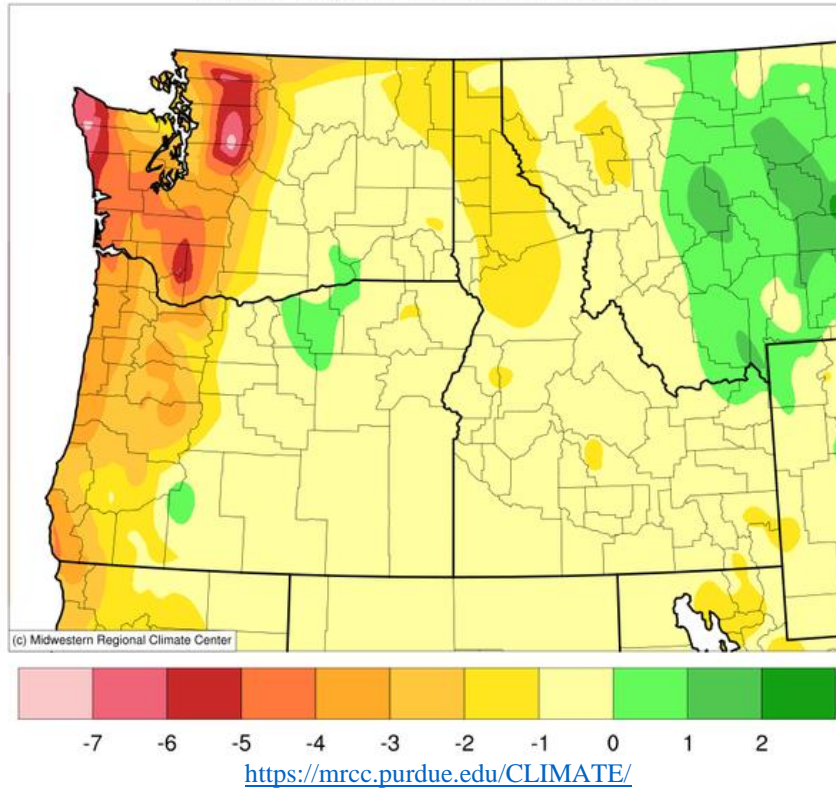 (c) Midwestern Regional Climate Center
-7 -6 -5 -4 -3 -2 -1 0 1 2
https://mrcc.purdue.edu/CLIMATE/